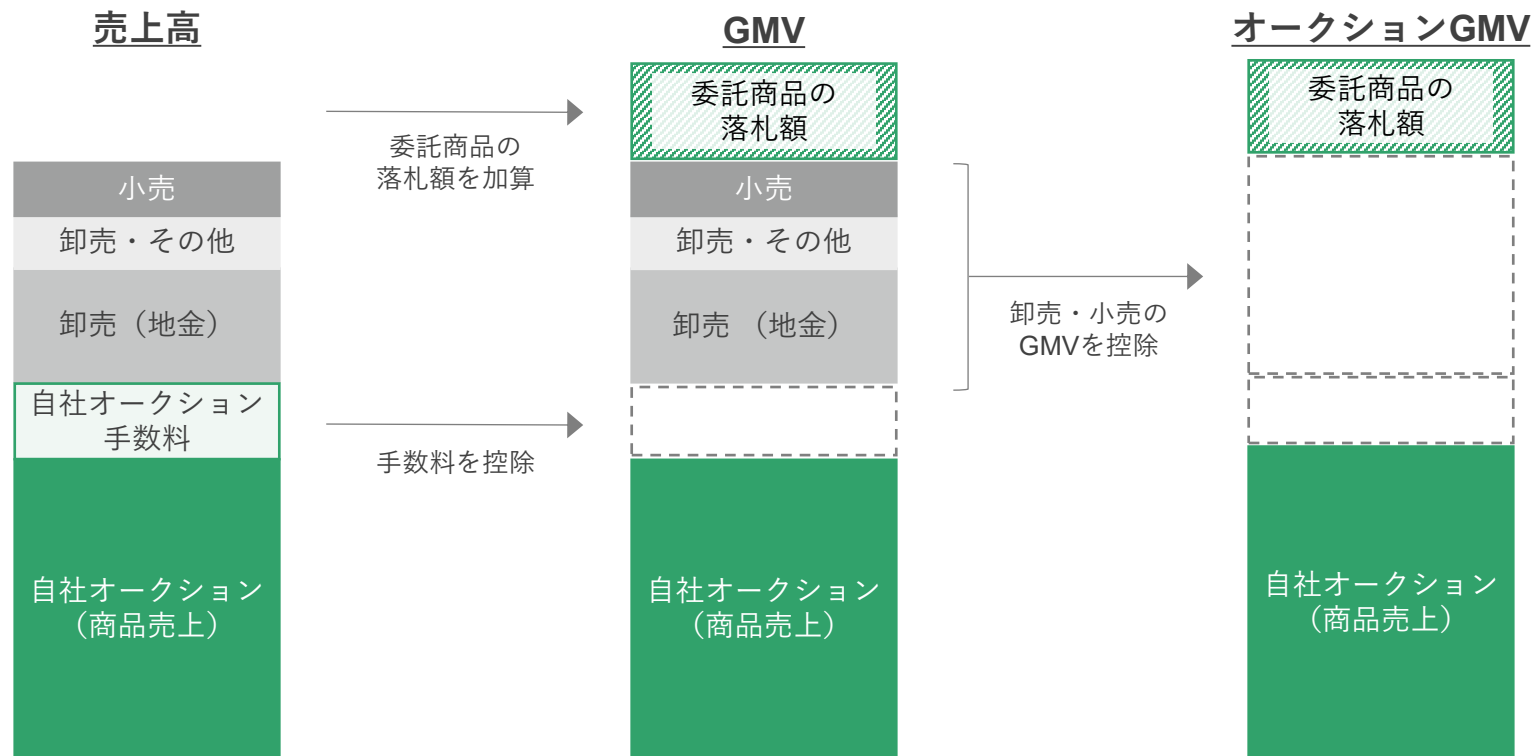 売上高
小売
卸売・その他
卸売（地金）
自社オークション
手数料
自社オークション
（商品売上）
委託商品の
落札額を加算
手数料を控除
GMV
委託商品の
落札額
小売
卸売・その他
卸売 （地金）
自社オークション
（商品売上）
卸売・小売の
GMVを控除
オークションGMV
委託商品の
落札額
自社オークション
（商品売上）